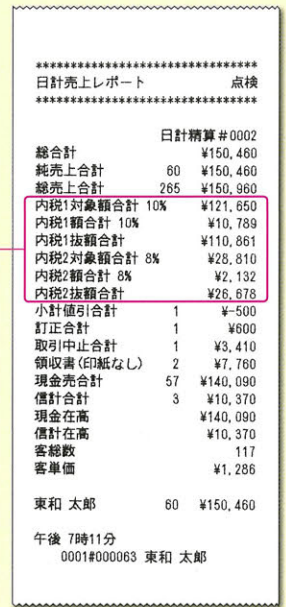 ********************************
日計売上レポート 点検
********************************
日計精算#0002
総合計 ¥150,460
純売上合計 60 ¥150,460
総売上合計 265 ¥150,960
内税1対象額合計 10% ¥121,650
内税1額合計 10% ¥10,789
内税1抜額合計 ¥110,861
内税2対象額合計 8% ¥28,810
内税2額合計 8% ¥2,132
内税2抜額合計 ¥26,678
小計値引合計 1 ¥-500
訂正合計 1 ¥600
取引中止合計 1 ¥3,410
領収書(印紙なし) 2 ¥7,760
現金売合計 57 ¥140,090
信計合計 3 ¥10,370
現金在高 ¥140,090
信計在高 ¥10,370
客総数 117
客単価 ¥1,286
東和 太郎 60 ¥150,460
午後 7時11分
0001#000063 東和 太郎